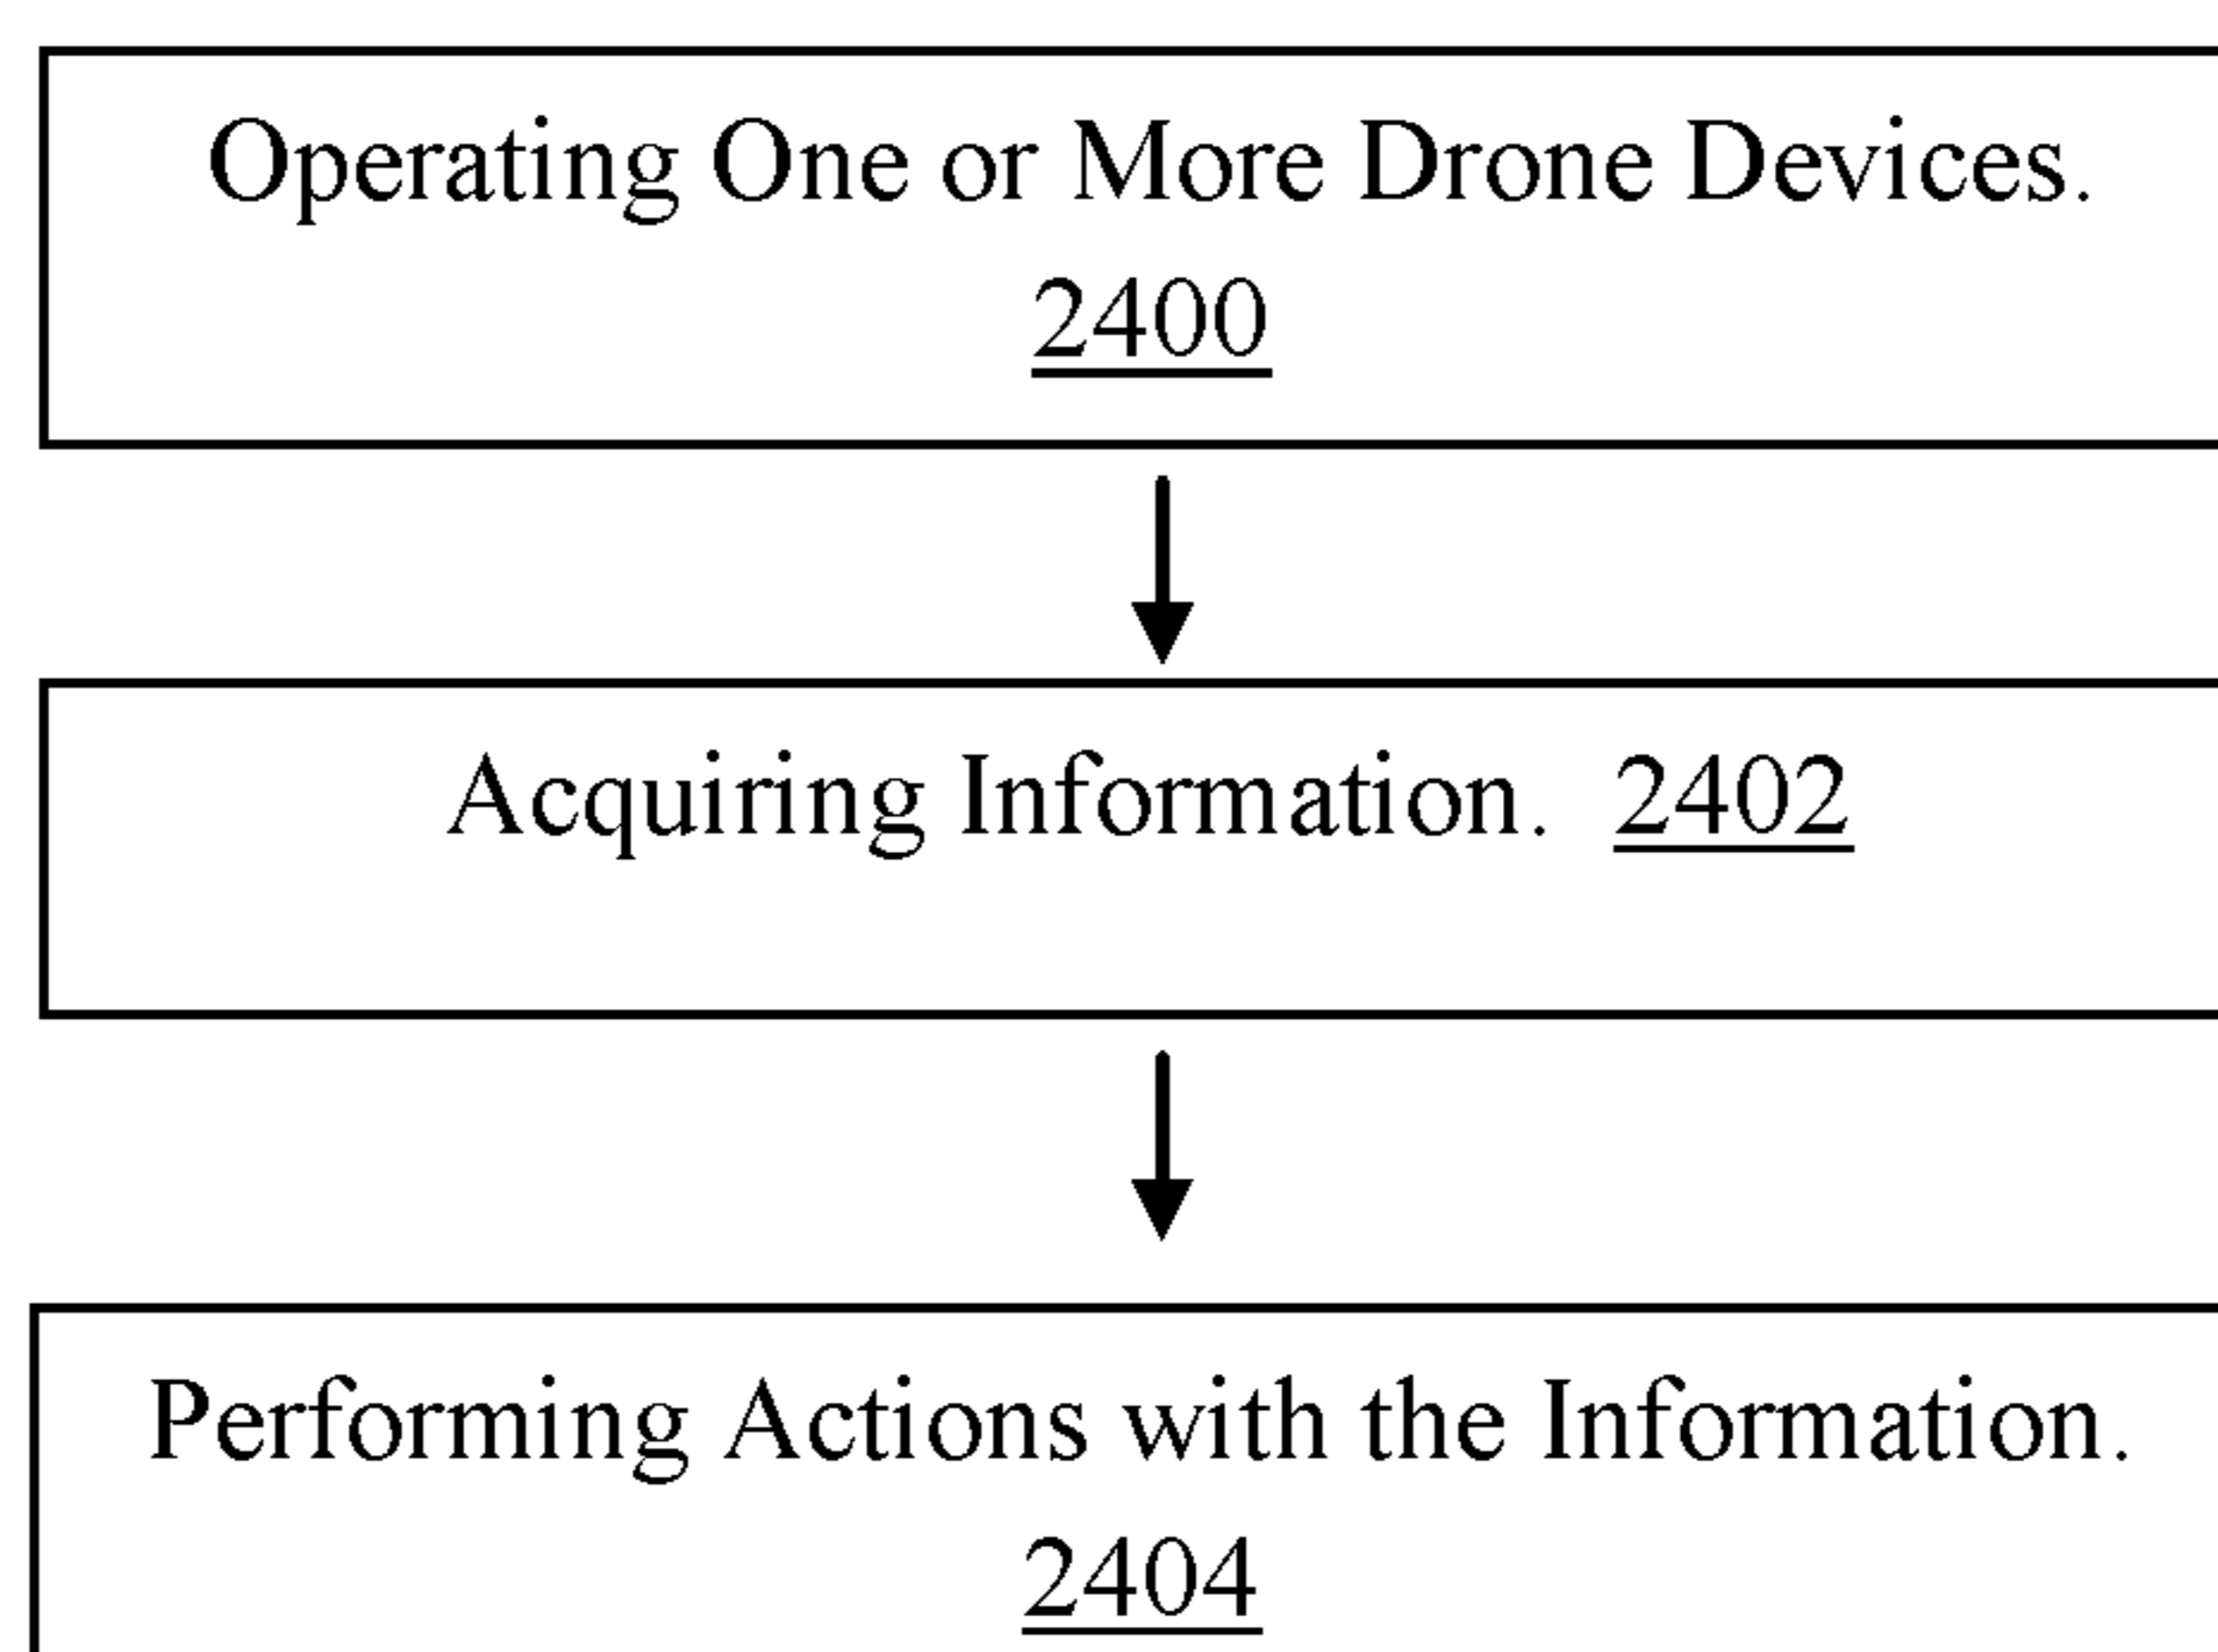 Operating One or More Drone Devices.
2400
Acquiring Information. 2402
Performing Actions with the Information.
2404